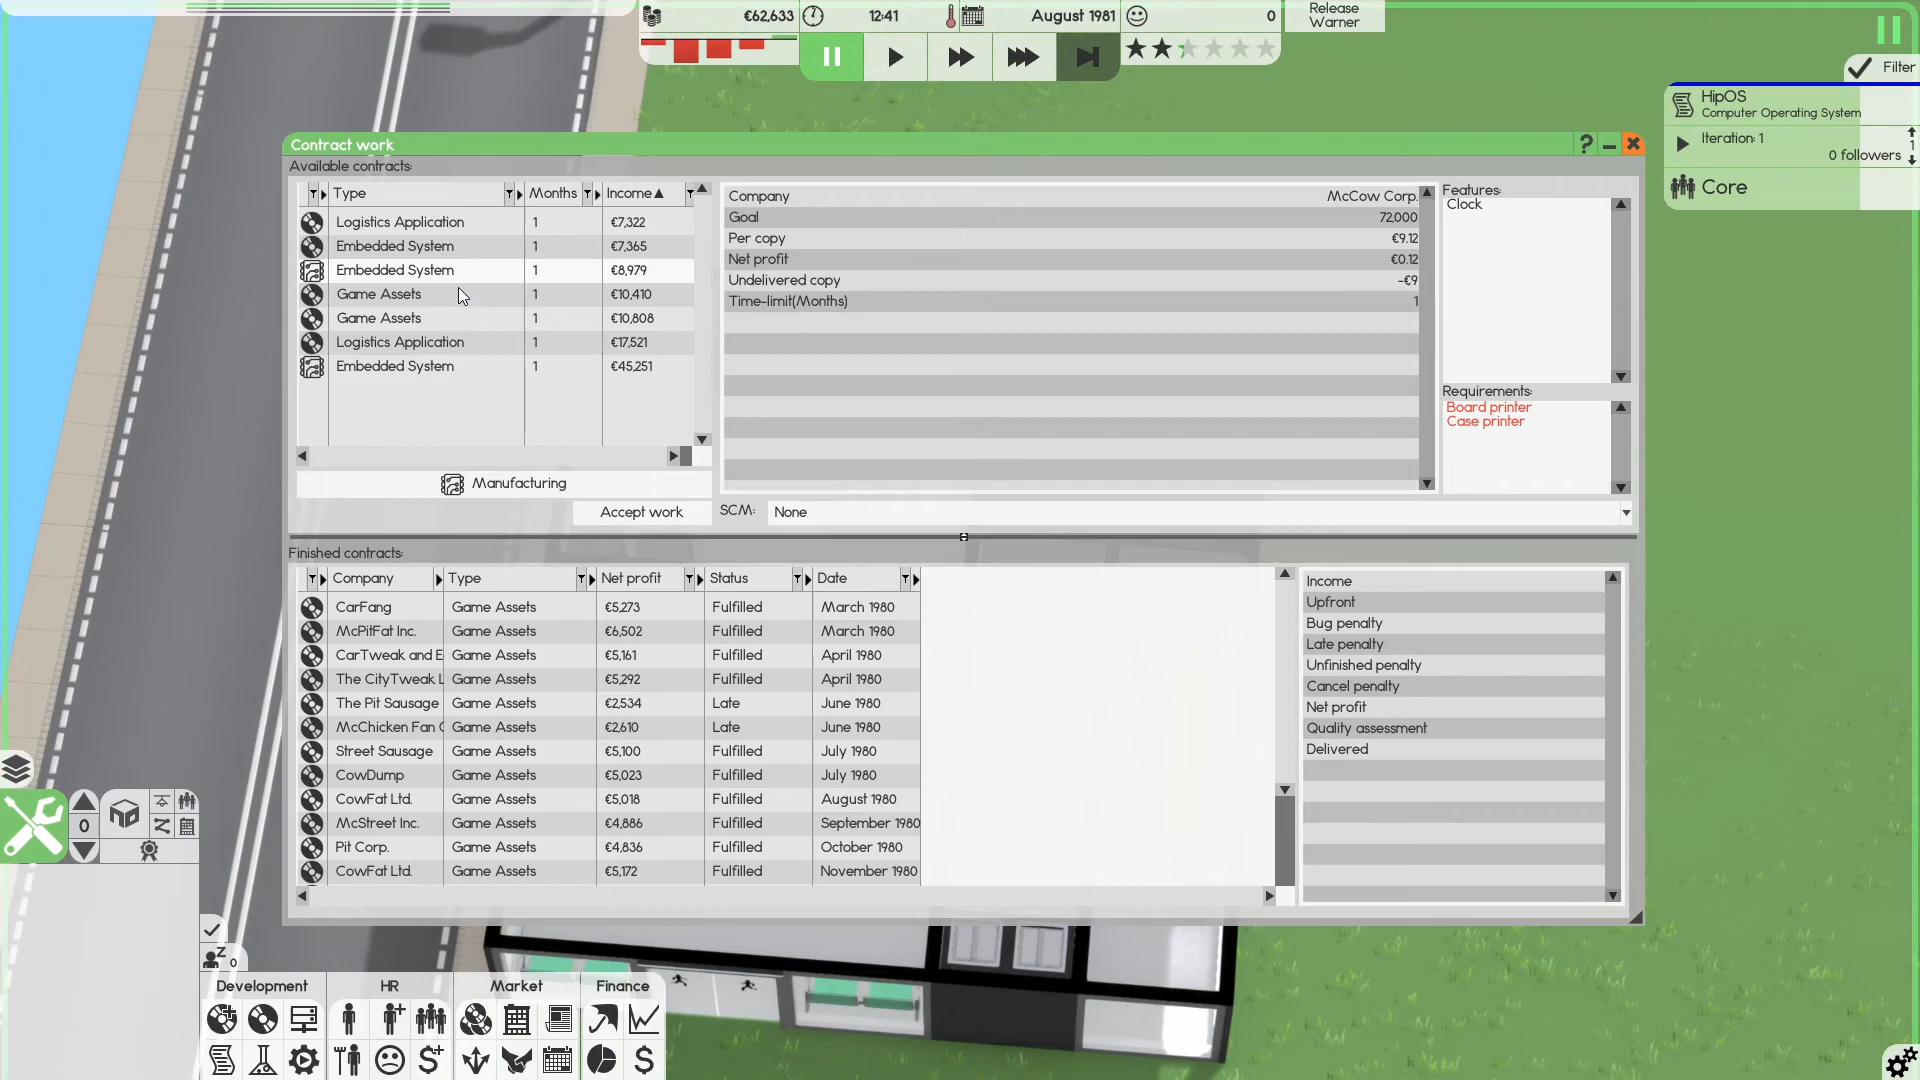 €62,633
12:41
August 1981
0
Release
Warner
Filter
HipOS
Computer Operating System
Iteration: 1
1
0 followers
Core
Contract work
?
Available contracts:
Type Months Income
Logistics Application 1 €7,322
Embedded System 1 €7,365
Embedded System 1 €8,979
Game Assets 1 €10,410
Game Assets 1 €10,808
Logistics Application 1 €17,521
Embedded System 1 €45,251
Manufacturing
Accept work
Company McCow Corp.
Goal 72,000
Per copy €9.12
Net profit €0.12
Undelivered copy -€9
Time-limit(Months) 1
SCM: None
Features:
Clock
Requirements:
Board printer
Case printer
Finished contracts:
Company Type Net profit Status Date
CarFang Game Assets €5,273 Fulfilled March 1980
McPitFat Inc. Game Assets €6,502 Fulfilled March 1980
CarTweak and E Game Assets €5,161 Fulfilled April 1980
The CityTweak L Game Assets €5,292 Fulfilled April 1980
The Pit Sausage Game Assets €2,534 Late June 1980
McChicken Fan C Game Assets €2,610 Late June 1980
Street Sausage Game Assets €5,100 Fulfilled July 1980
CowDump Game Assets €5,023 Fulfilled July 1980
CowFat Ltd. Game Assets €5,018 Fulfilled August 1980
McStreet Inc. Game Assets €4,886 Fulfilled September 1980
Pit Corp. Game Assets €4,836 Fulfilled October 1980
CowFat Ltd. Game Assets €5,172 Fulfilled November 1980
Income
Upfront
Bug penalty
Late penalty
Unfinished penalty
Cancel penalty
Net profit
Quality assessment
Delivered
0
Z
0
Development HR Market Finance